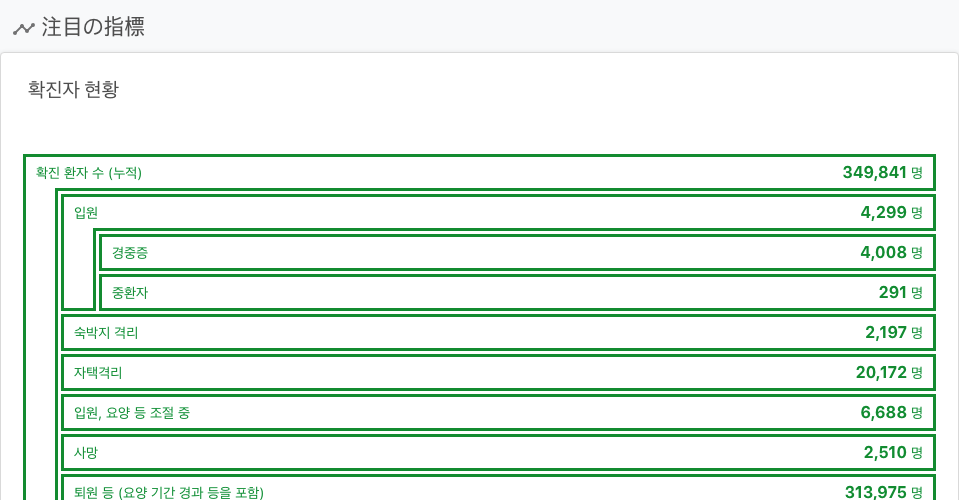 注目の指標
확진자 현황
확진 환자 수 (누적) 349,841 명
입원 4,299 명
경중증 4,008 명
중환자 291 명
숙박지 격리 2,197 명
자택격리 20,172 명
입원, 요양 등 조절 중 6,688 명
사망 2,510 명
퇴원 등 (요양 기간 경과 등을 포함) 313,975 명